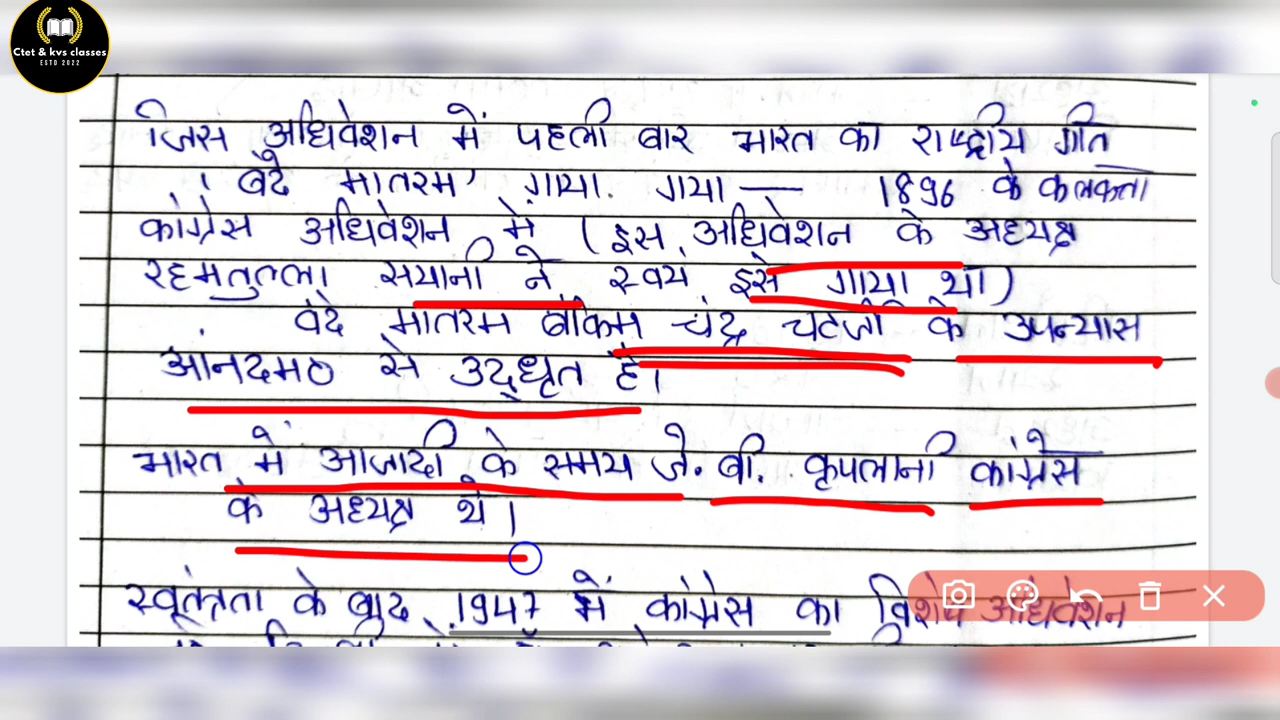 Ctet & kvs classes
ESTD 2022
जिस अधिवेशन में पहली बार भारत का राष्ट्रीय गीत
' बंदे मातरम' गाया गया — 1896 के कलकत्ता
कांग्रेस अधिवेशन में (इस अधिवेशन के अध्यक्ष
रहमतुल्ला सयानी ने स्वयं इसे गाया था)
वंदे मातरम बंकिम चंद्र चटर्जी के उपन्यास
आंनदमठ से उद्धृत है।
भारत में आजादी के समय जे. बी. कृपलानी कांग्रेस
के अध्यक्ष थे।
स्वतंत्रता के बाद 1947 में कांग्रेस का विशेष अधिवेशन